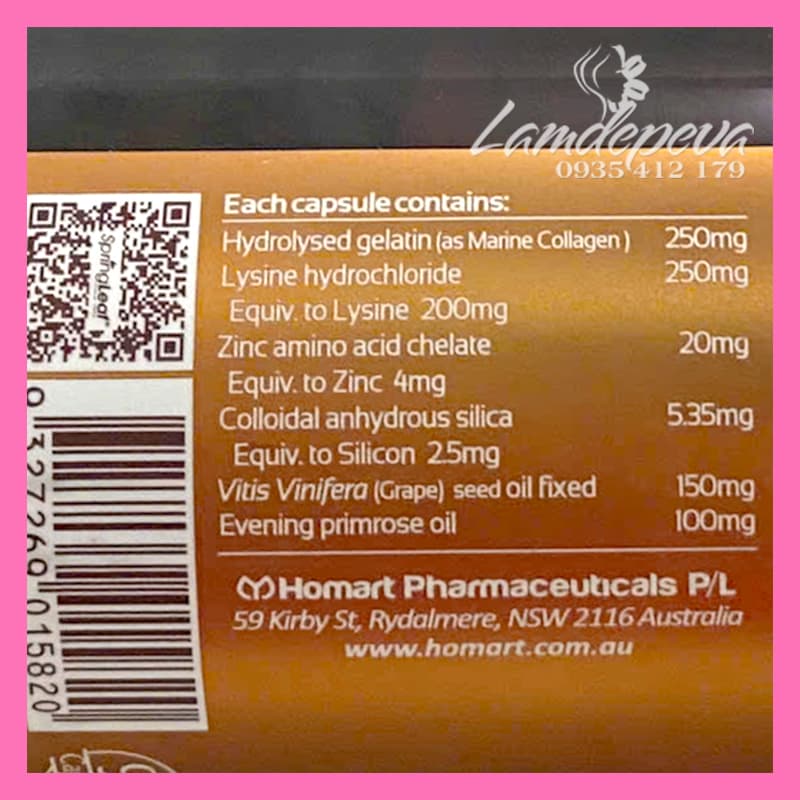 Lamdepeva
0935 412 179
SpringLeaf
Each capsule contains:
Hydrolysed gelatin (as Marine Collagen) 250mg
Lysine hydrochloride 250mg
Equiv. to Lysine 200mg
Zinc amino acid chelate 20mg
Equiv. to Zinc 4mg
Colloidal anhydrous silica 5.35mg
Equiv. to Silicon 2.5mg
Vitis Vinifera (Grape) seed oil fixed 150mg
Evening primrose oil 100mg
Homart Pharmaceuticals P/L
59 Kirby St, Rydalmere, NSW 2116 Australia
www.homart.com.au
9 327269 015820